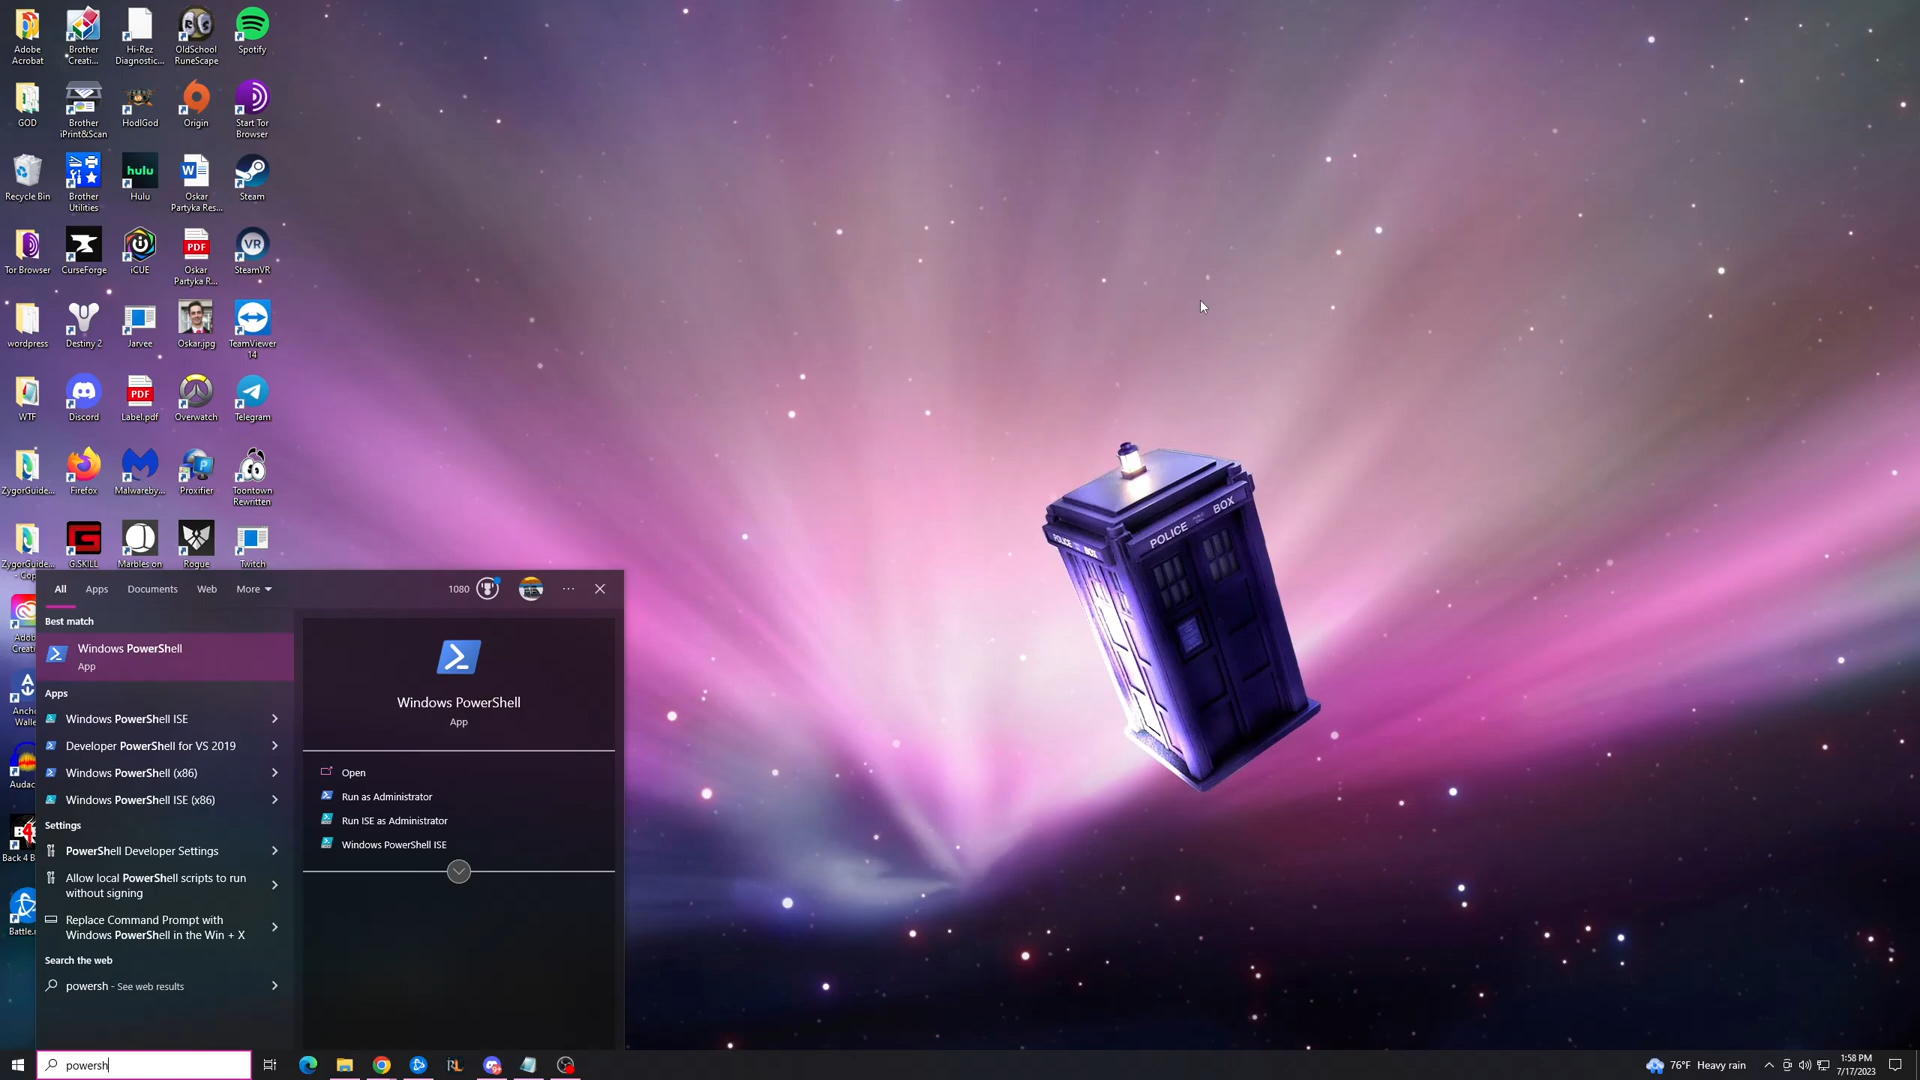 Adobe
Acrobat
Brother
Creati...
Hi-Rez
Diagnostic...
OldSchool
RuneScape
Spotify
GOD
Brother
iPrint&Scan
HodlGod
Origin
Start Tor
Browser
Recycle Bin
Brother
Utilities
hulu
Hulu
Oskar
Partyka Res...
Steam
Tor Browser
CurseForge
iCUE
PDF
Oskar
Partyka R...
VR
SteamVR
wordpress
Destiny 2
Jarvee
Oskar.jpg
TeamViewer
14
WTF
Discord
PDF
Label.pdf
Overwatch
Telegram
ZygorGuide...
Firefox
Malwareby...
Proxifier
Toontown
Rewritten
ZygorGuide...
- Cop
G.SKILL
Marbles on
Rogue
Twitch
Adob
Creati
Ancho
Walle
Audac
Back 4 B
Battle.n
All
Apps
Documents
Web
More
1080
Best match
Windows PowerShell
App
Apps
Windows PowerShell ISE
Developer PowerShell for VS 2019
Windows PowerShell (x86)
Windows PowerShell ISE (x86)
Settings
PowerShell Developer Settings
Allow local PowerShell scripts to run
without signing
Replace Command Prompt with
Windows PowerShell in the Win + X
Search the web
powersh - See web results
Windows PowerShell
App
Open
Run as Administrator
Run ISE as Administrator
Windows PowerShell ISE
POLICE BOX
POLICE BOX
powersh
76°F Heavy rain
1:58 PM
7/17/2023